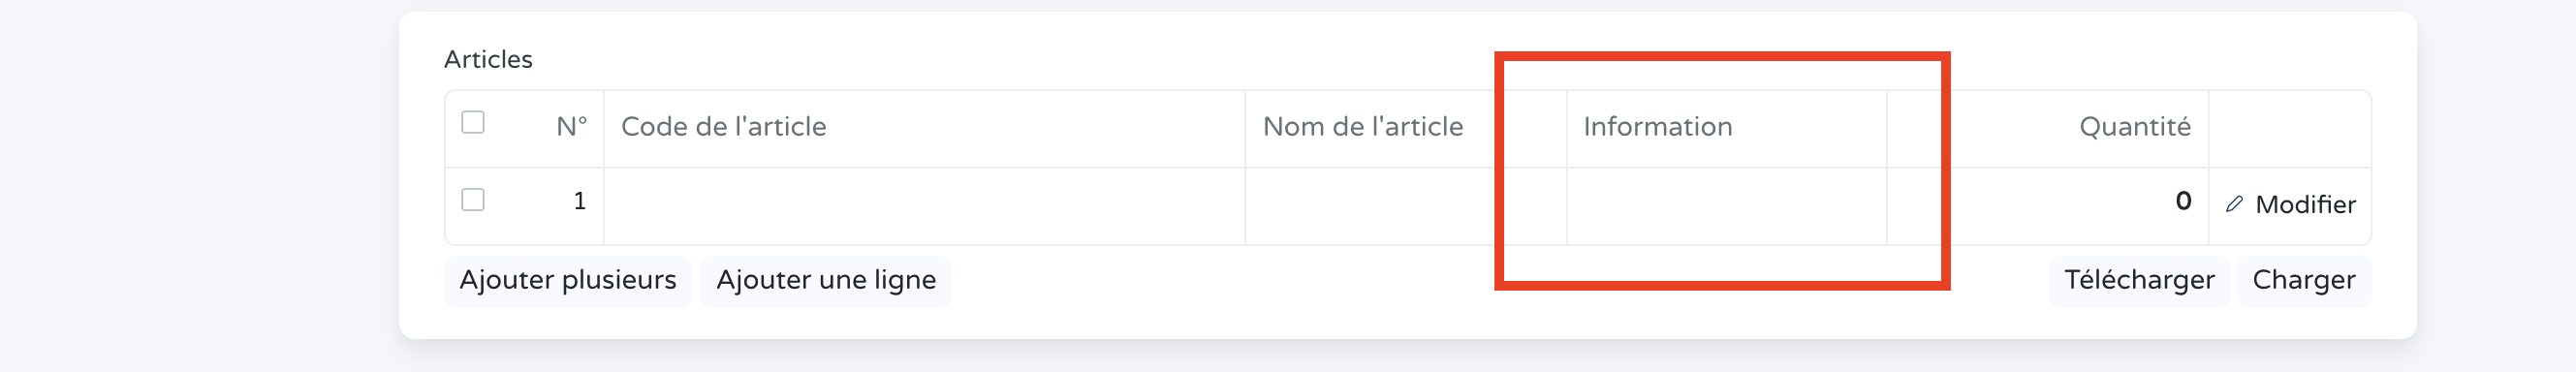 Articles
N° Code de l'article Nom de l'article Information Quantité
1 0 Modifier
Ajouter plusieurs Ajouter une ligne Télécharger Charger